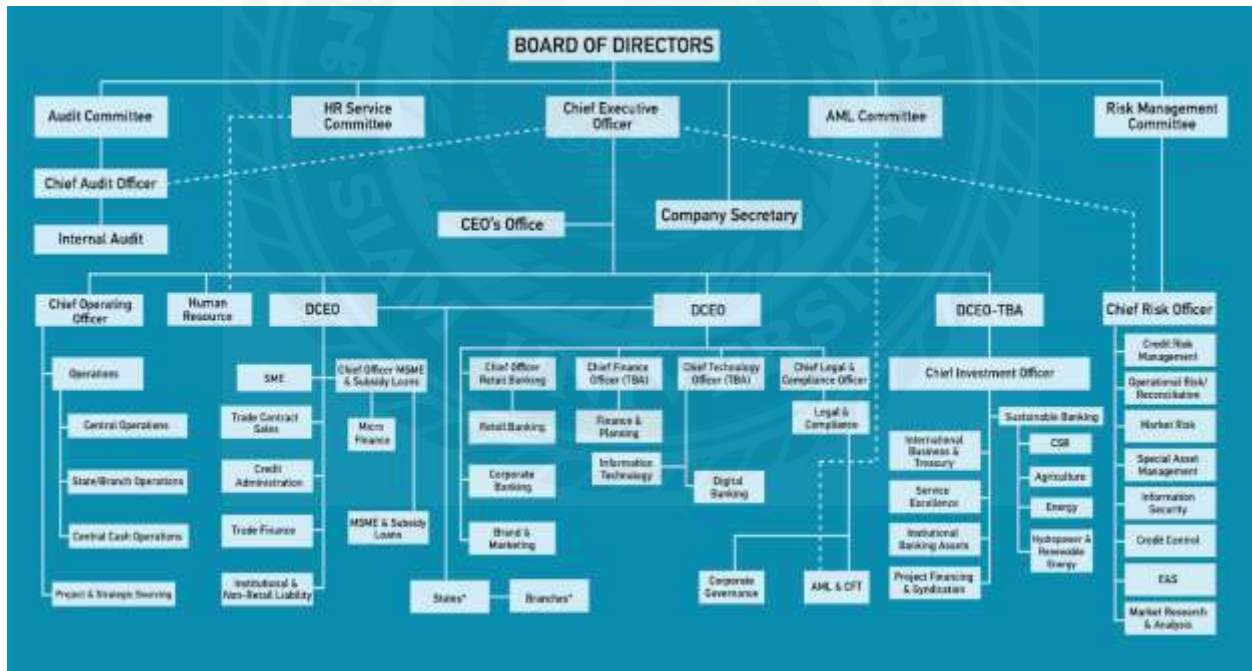 BOARD OF DIRECTORS
Audit Committee
HR Service
Committee
Chief Executive
Officer
AML Committee
Risk Management
Committee
Chief Audit Officer
Internal Audit
CEO's Office
Company Secretary
Chief Operating
Officer
Human
Resource
DCEO
DCEO
DCEO-TBA
Chief Risk Officer
Operations
Central Operations
State/Branch Operations
Central Cash Operations
Project & Strategic Sourcing
SME
Trade Contract
Sales
Credit
Administration
Trade Finance
Institutional &
Non-Retail Liability
Chief Officer MSME
& Subsidy Loans
Micro
Finance
MSME & Subsidy
Loans
States*
Branches*
Chief Officer
Retail Banking
Retail Banking
Corporate
Banking
Brand &
Marketing
Chief Finance
Officer (TBA)
Finance &
Planning
Information
Technology
Chief Technology
Officer (TBA)
Digital
Banking
Chief Legal &
Compliance Officer
Legal &
Compliance
Corporate
Governance
AML & CFT
Chief Investment Officer
International
Business &
Treasury
Service
Excellence
Institutional
Banking Assets
Project Financing
& Syndication
Sustainable Banking
CSR
Agriculture
Energy
Hydropower &
Renewable
Energy
Credit Risk
Management
Operational Risk/
Reconciliation
Market Risk
Special Asset
Management
Information
Security
Credit Control
E&S
Market Research
& Analysis
SIAM UNIVERSITY